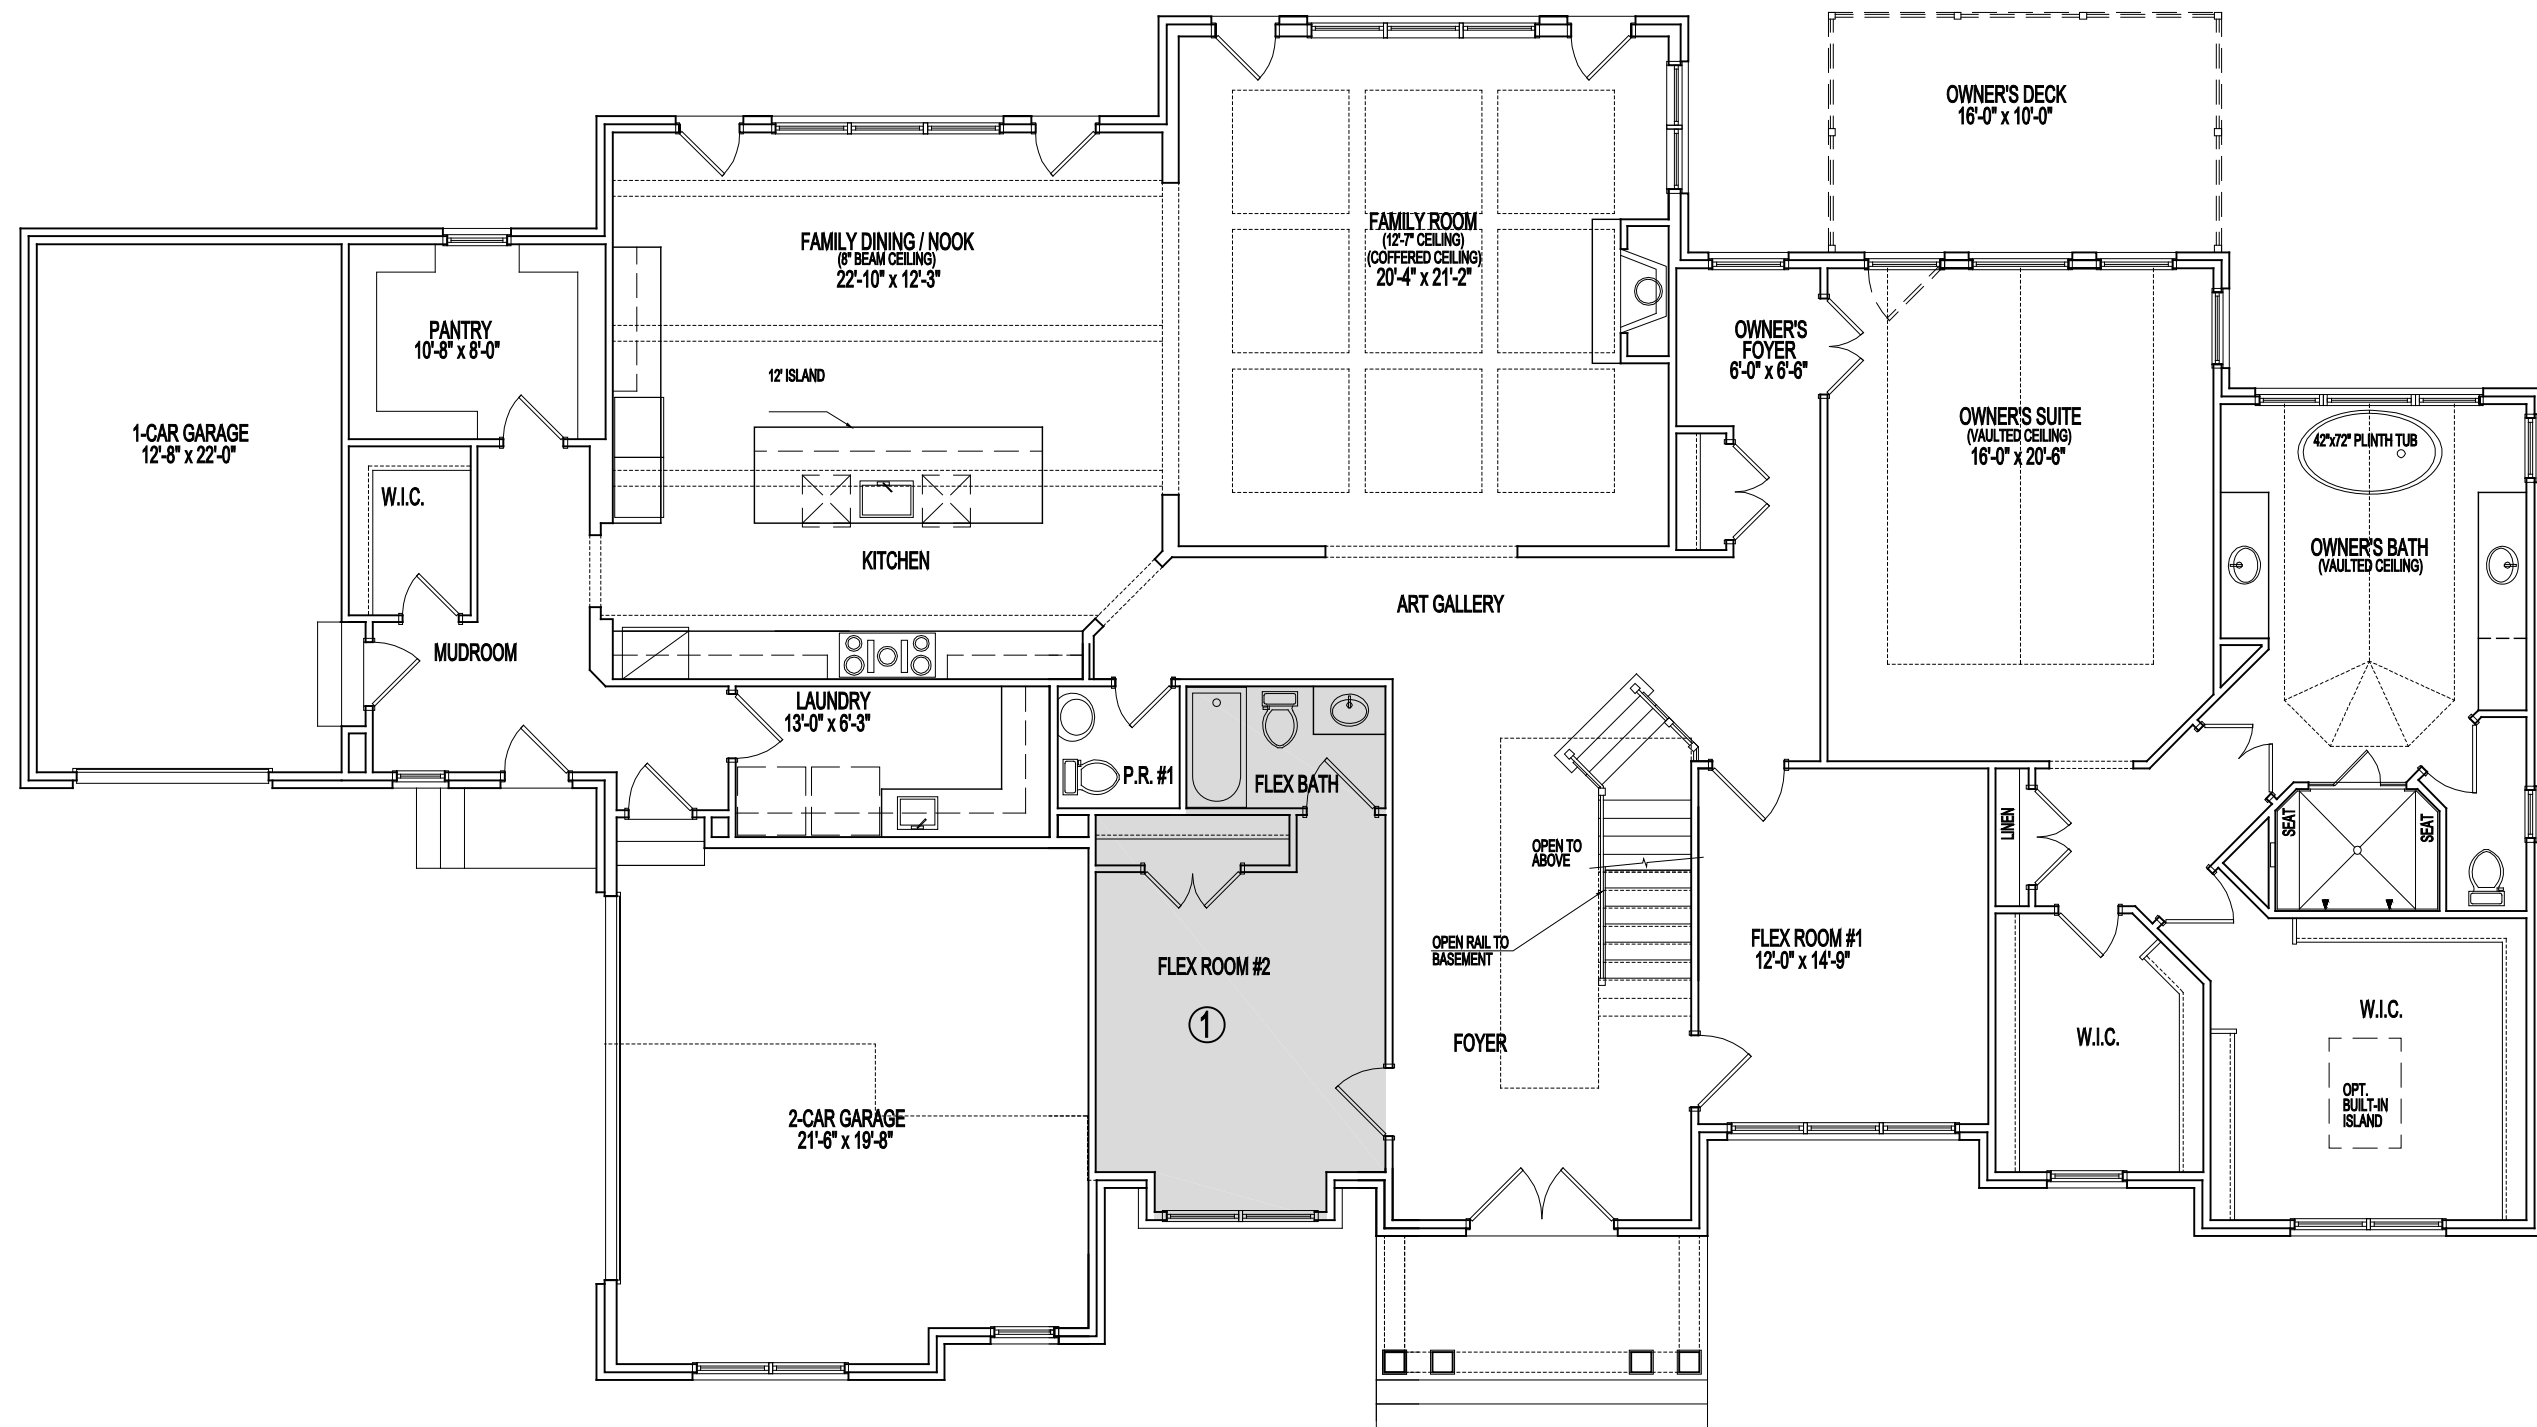 OWNER'S DECK
16'-0" x 10'-0"
FAMILY DINING / NOOK
(8" BEAM CEILING)
22'-10" x 12'-3"
FAMILY ROOM
(12'-7" CEILING)
(COFFERED CEILING)
20'-4" x 21'-2"
PANTRY
10'-8" x 8'-0"
OWNER'S
FOYER
6'-0" x 6'-6"
12' ISLAND
1-CAR GARAGE
12'-8" x 22'-0"
OWNER'S SUITE
(VAULTED CEILING)
16'-0" x 20'-6"
42"x72" PLINTH TUB
W.I.C.
KITCHEN
OWNER'S BATH
(VAULTED CEILING)
ART GALLERY
MUDROOM
LAUNDRY
13'-0" x 6'-3"
P.R. #1
FLEX BATH
LINEN
SEAT
SEAT
OPEN TO
ABOVE
OPEN RAIL TO
BASEMENT
FLEX ROOM #1
12'-0" x 14'-9"
FLEX ROOM #2
1
FOYER
W.I.C.
W.I.C.
OPT.
BUILT-IN
ISLAND
2-CAR GARAGE
21'-6" x 19'-8"